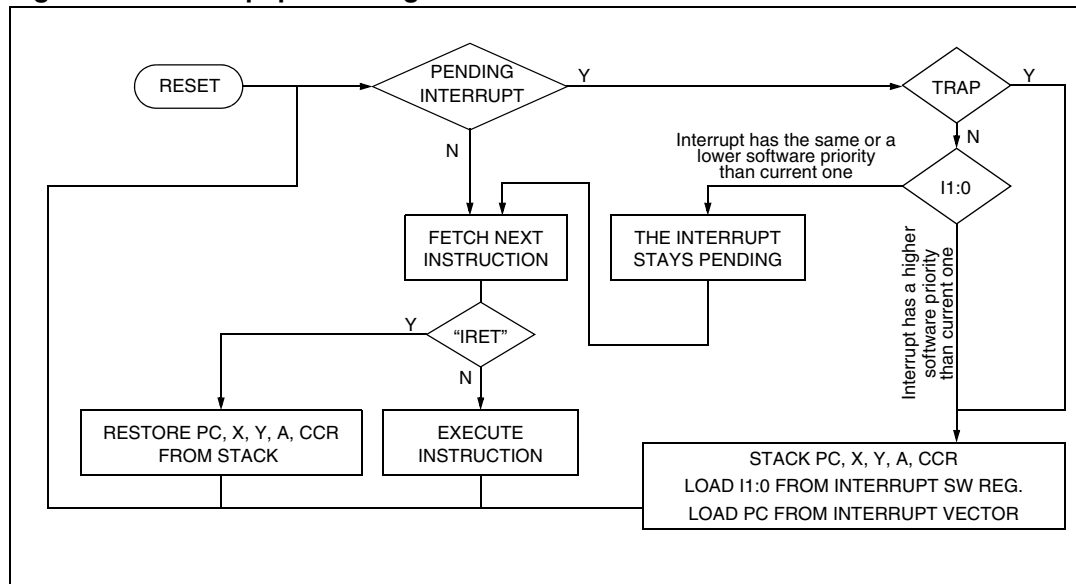 RESET
PENDING
INTERRUPT
Y
TRAP
Y
N
N
Interrupt has the same or a
lower software priority
than current one
I1:0
FETCH NEXT
INSTRUCTION
THE INTERRUPT
STAYS PENDING
Interrupt has a higher
software priority
than current one
Y
“IRET”
N
RESTORE PC, X, Y, A, CCR
FROM STACK
EXECUTE
INSTRUCTION
STACK PC, X, Y, A, CCR
LOAD I1:0 FROM INTERRUPT SW REG.
LOAD PC FROM INTERRUPT VECTOR